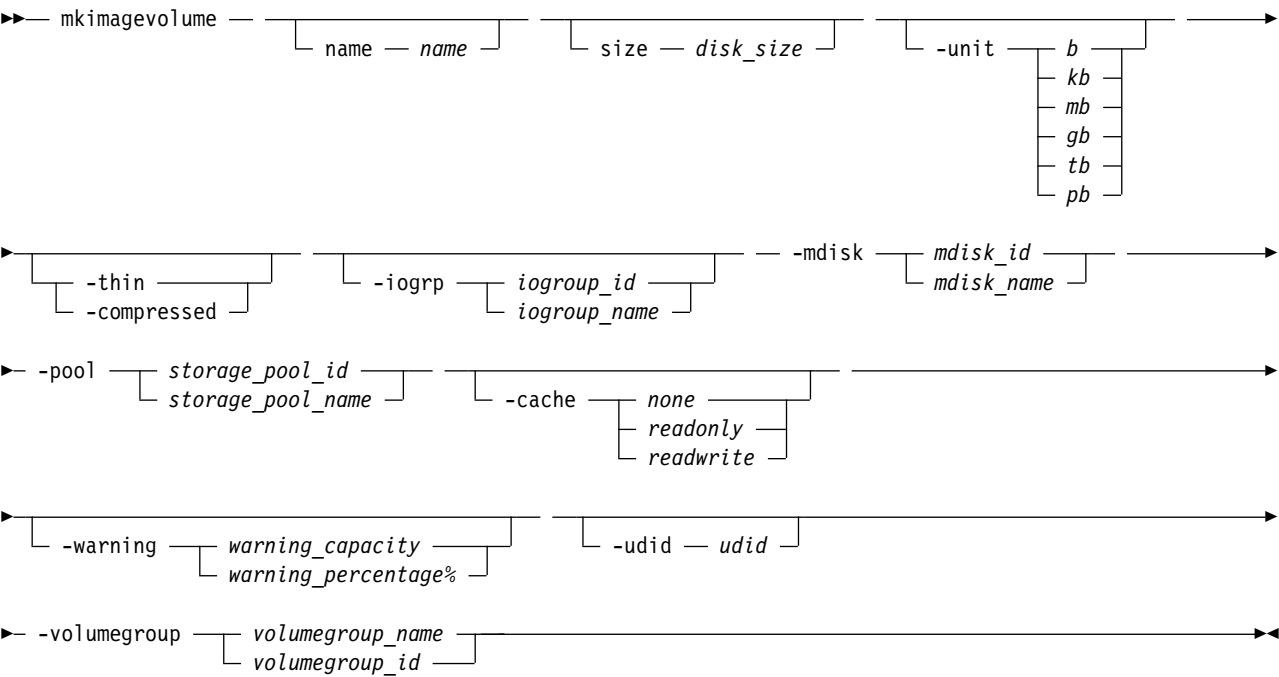 mkimagevolume
name name size disk_size -unit b
kb
mb
gb
tb
pb
-thin -iogrp iogroup_id -mdisk mdisk_id
-compressed iogroup_name mdisk_name
-pool storage_pool_id -cache none
storage_pool_name readonly
readwrite
-warning warning_capacity -udid udid
warning_percentage%
-volumegroup volumegroup_name
volumegroup_id